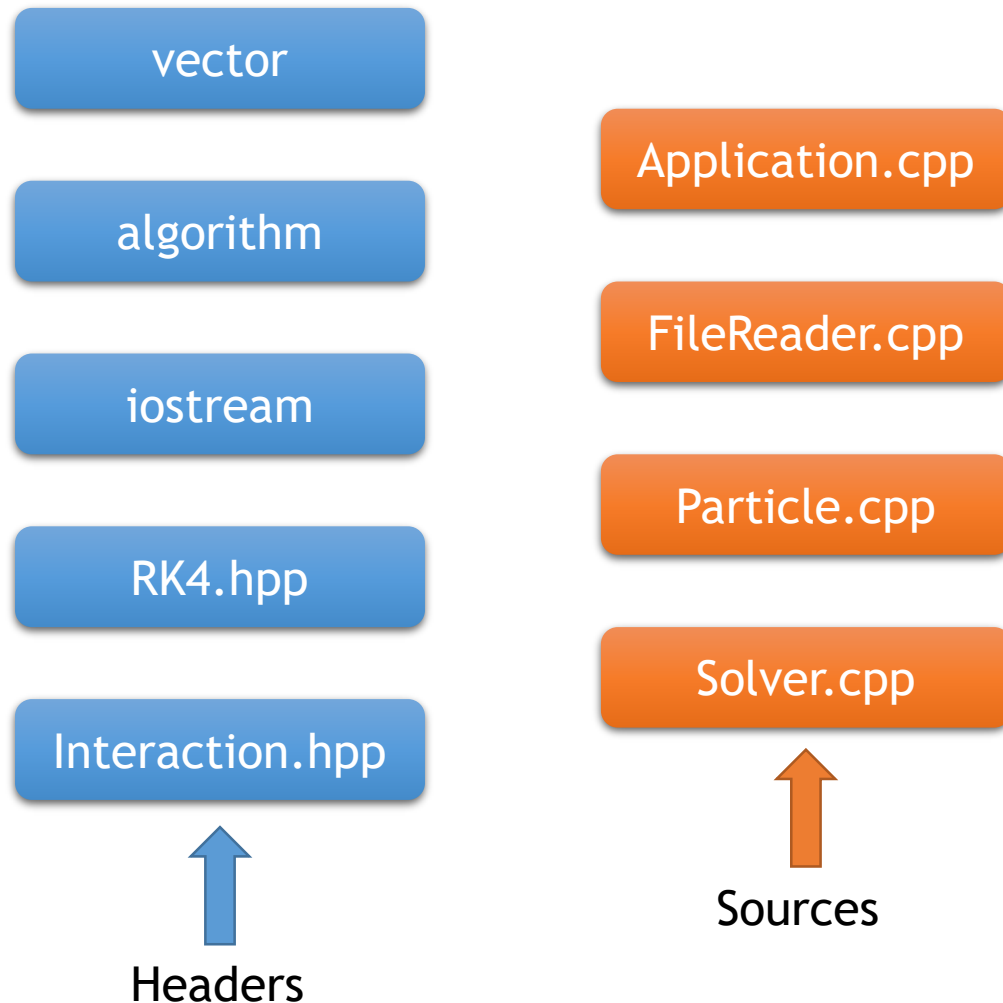 vector
algorithm
iostream
RK4.hpp
Interaction.hpp
Headers
Application.cpp
FileReader.cpp
Particle.cpp
Solver.cpp
Sources